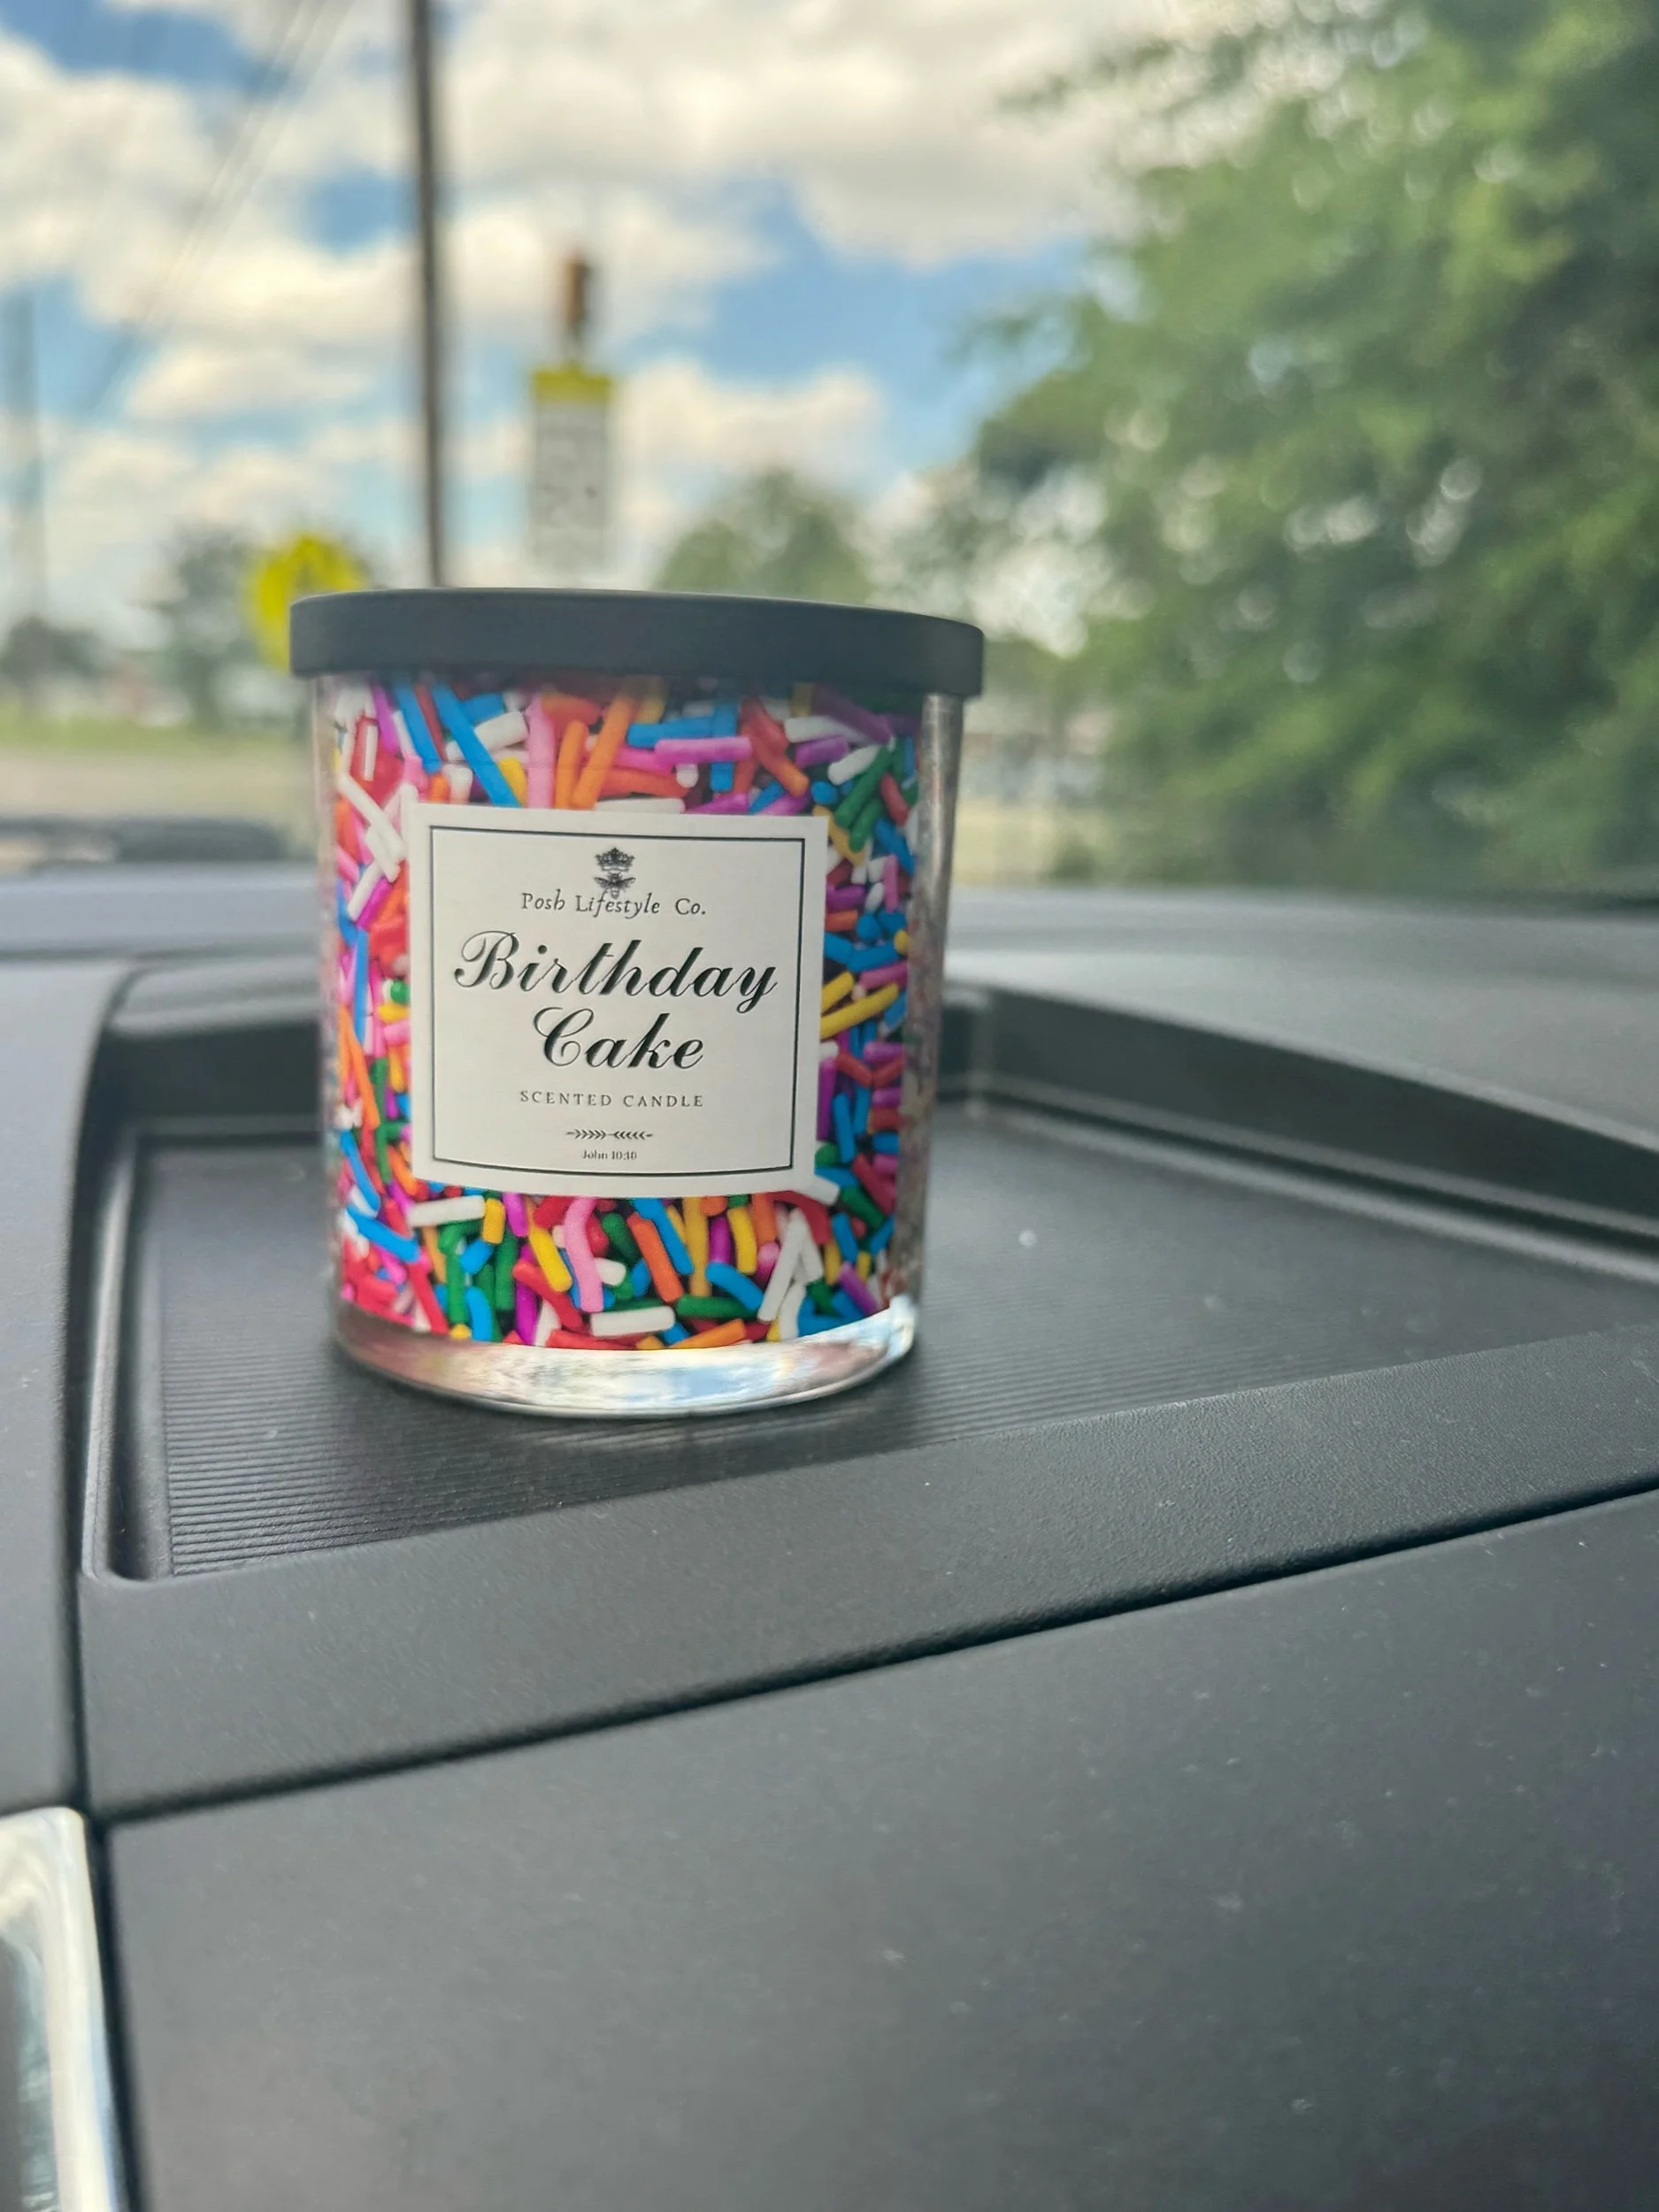 Posh Lifestyle Co.
Birthday
Cake
SCENTED CANDLE
John 10:10